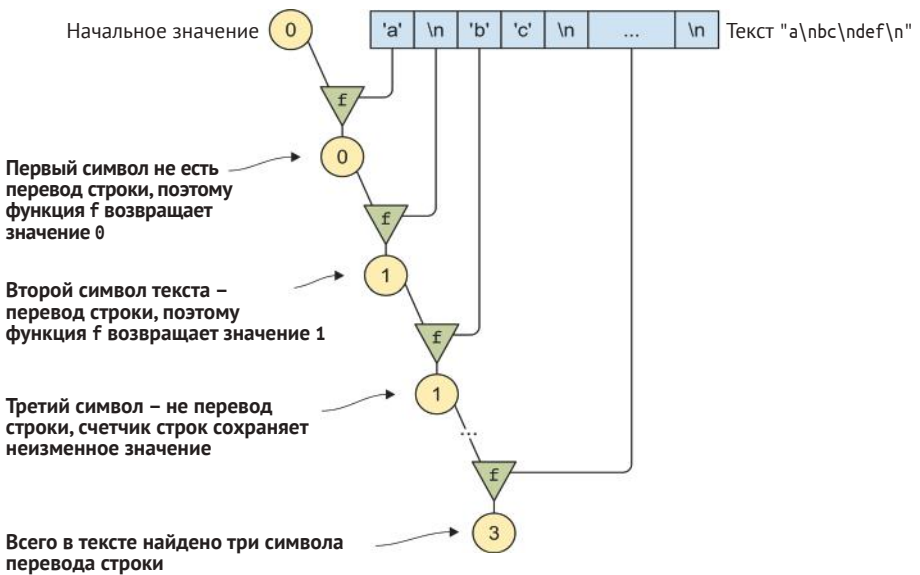 Начальное значение 0 'a' \n 'b' 'c' \n ... \n Текст "a\nbc\ndef\n"
f
0
Первый символ не есть
перевод строки, поэтому
функция f возвращает
значение 0
f
1
Второй символ текста –
перевод строки, поэтому
функция f возвращает значение 1
f
1
Третий символ – не перевод
строки, счетчик строк сохраняет
неизменное значение
...
f
3
Всего в тексте найдено три символа
перевода строки